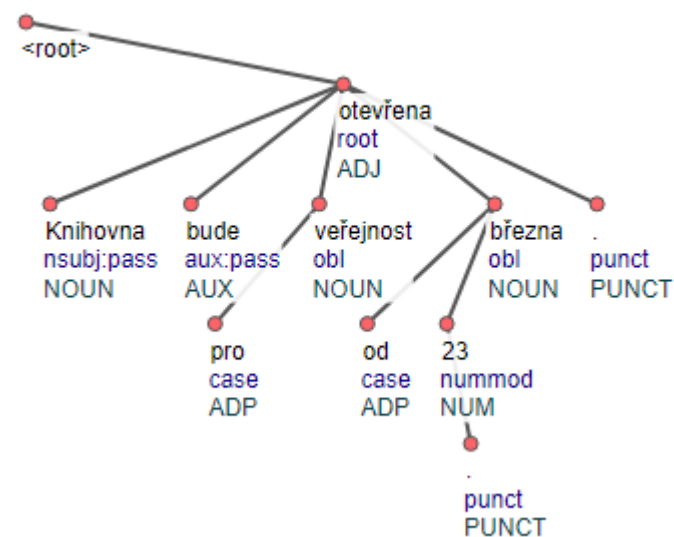 <root>
otevřena
root
ADJ
Knihovna bude veřejnost března .
nsubj:pass aux:pass obl obl punct
NOUN AUX NOUN NOUN PUNCT
pro od 23
case case nummod
ADP ADP NUM
.
punct
PUNCT